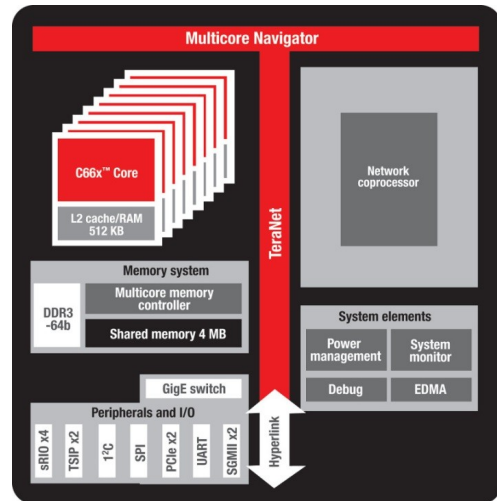 Multicore Navigator
C66x™ Core
L2 cache/RAM
512 KB
TeraNet
Network
coprocessor
Memory system
DDR3
-64b
Multicore memory
controller
Shared memory 4 MB
System elements
Power
management
System
monitor
Debug
EDMA
GigE switch
Peripherals and I/O
sRIO x4
TSIP x2
I²C
SPI
PCIe x2
UART
SGMII x2
Hyperlink